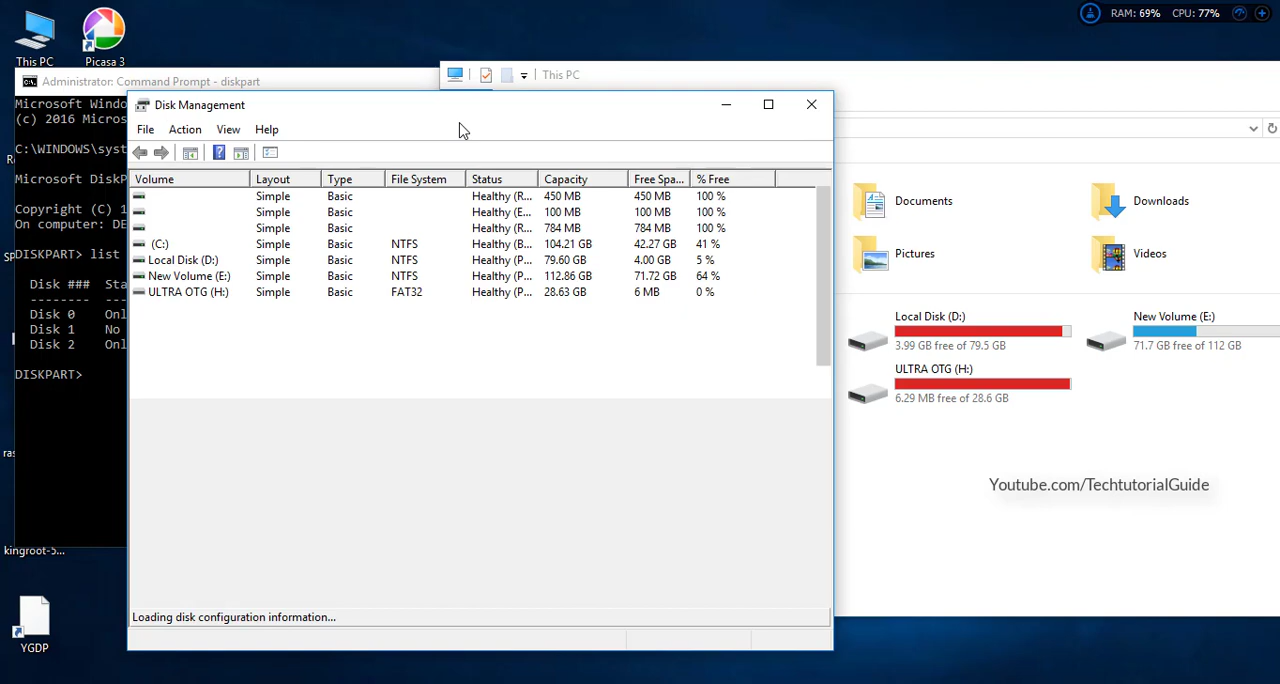 RAM: 69% CPU: 77%
This PC
Picasa 3
Administrator: Command Prompt - diskpart
This PC
Microsoft Windo
(c) 2016 Micros
C:\WINDOWS\syst
Microsoft DiskP
Copyright (C) 1
On computer: DE
DISKPART> list
Disk ### Sta
-------- ---
Disk 0 Onl
Disk 1 No
Disk 2 Onl
DISKPART>
Disk Management
File Action View Help
Volume Layout Type File System Status Capacity Free Spa... % Free
Simple Basic Healthy (R... 450 MB 450 MB 100 %
Simple Basic Healthy (E... 100 MB 100 MB 100 %
Simple Basic Healthy (R... 784 MB 784 MB 100 %
(C:) Simple Basic NTFS Healthy (B... 104.21 GB 42.27 GB 41 %
Local Disk (D:) Simple Basic NTFS Healthy (P... 79.60 GB 4.00 GB 5 %
New Volume (E:) Simple Basic NTFS Healthy (P... 112.86 GB 71.72 GB 64 %
ULTRA OTG (H:) Simple Basic FAT32 Healthy (P... 28.63 GB 6 MB 0 %
Loading disk configuration information...
Documents Downloads
Pictures Videos
Local Disk (D:) New Volume (E:)
3.99 GB free of 79.5 GB 71.7 GB free of 112 GB
ULTRA OTG (H:)
6.29 MB free of 28.6 GB
Youtube.com/TechtutorialGuide
kingroot-5...
YGDP